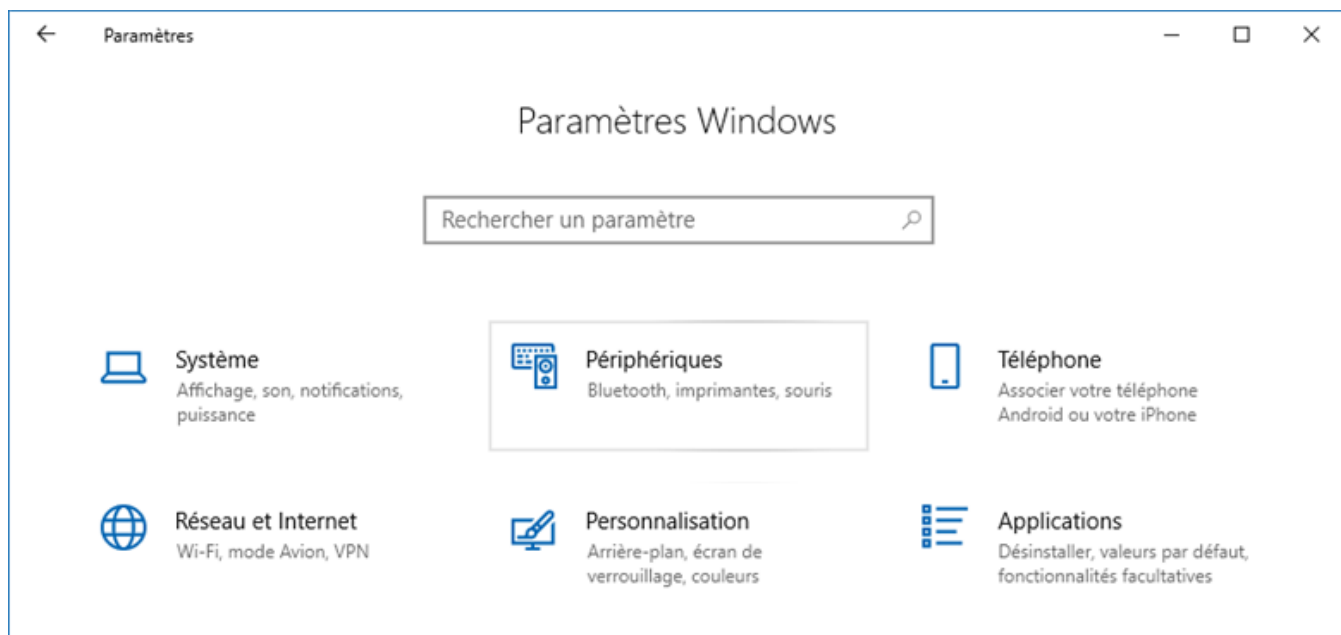 Paramètres
Paramètres Windows
Rechercher un paramètre
Système
Affichage, son, notifications,
puissance
Périphériques
Bluetooth, imprimantes, souris
Téléphone
Associer votre téléphone
Android ou votre iPhone
Réseau et Internet
Wi-Fi, mode Avion, VPN
Personnalisation
Arrière-plan, écran de
verrouillage, couleurs
Applications
Désinstaller, valeurs par défaut,
fonctionnalités facultatives